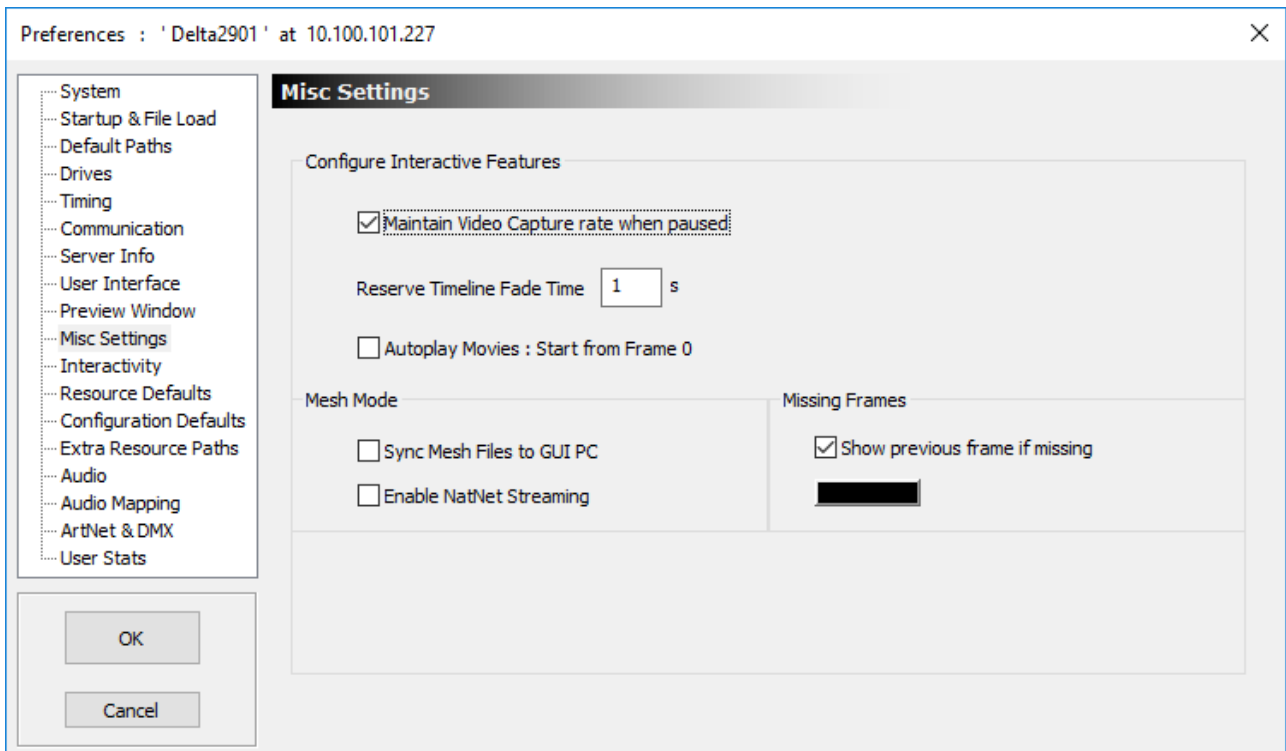 Preferences : 'Delta2901' at 10.100.101.227
System
Startup & File Load
Default Paths
Drives
Timing
Communication
Server Info
User Interface
Preview Window
Misc Settings
Interactivity
Resource Defaults
Configuration Defaults
Extra Resource Paths
Audio
Audio Mapping
ArtNet & DMX
User Stats
OK
Cancel
Misc Settings
Configure Interactive Features
Maintain Video Capture rate when paused
Reserve Timeline Fade Time 1 s
Autoplay Movies : Start from Frame 0
Mesh Mode
Sync Mesh Files to GUI PC
Enable NatNet Streaming
Missing Frames
Show previous frame if missing